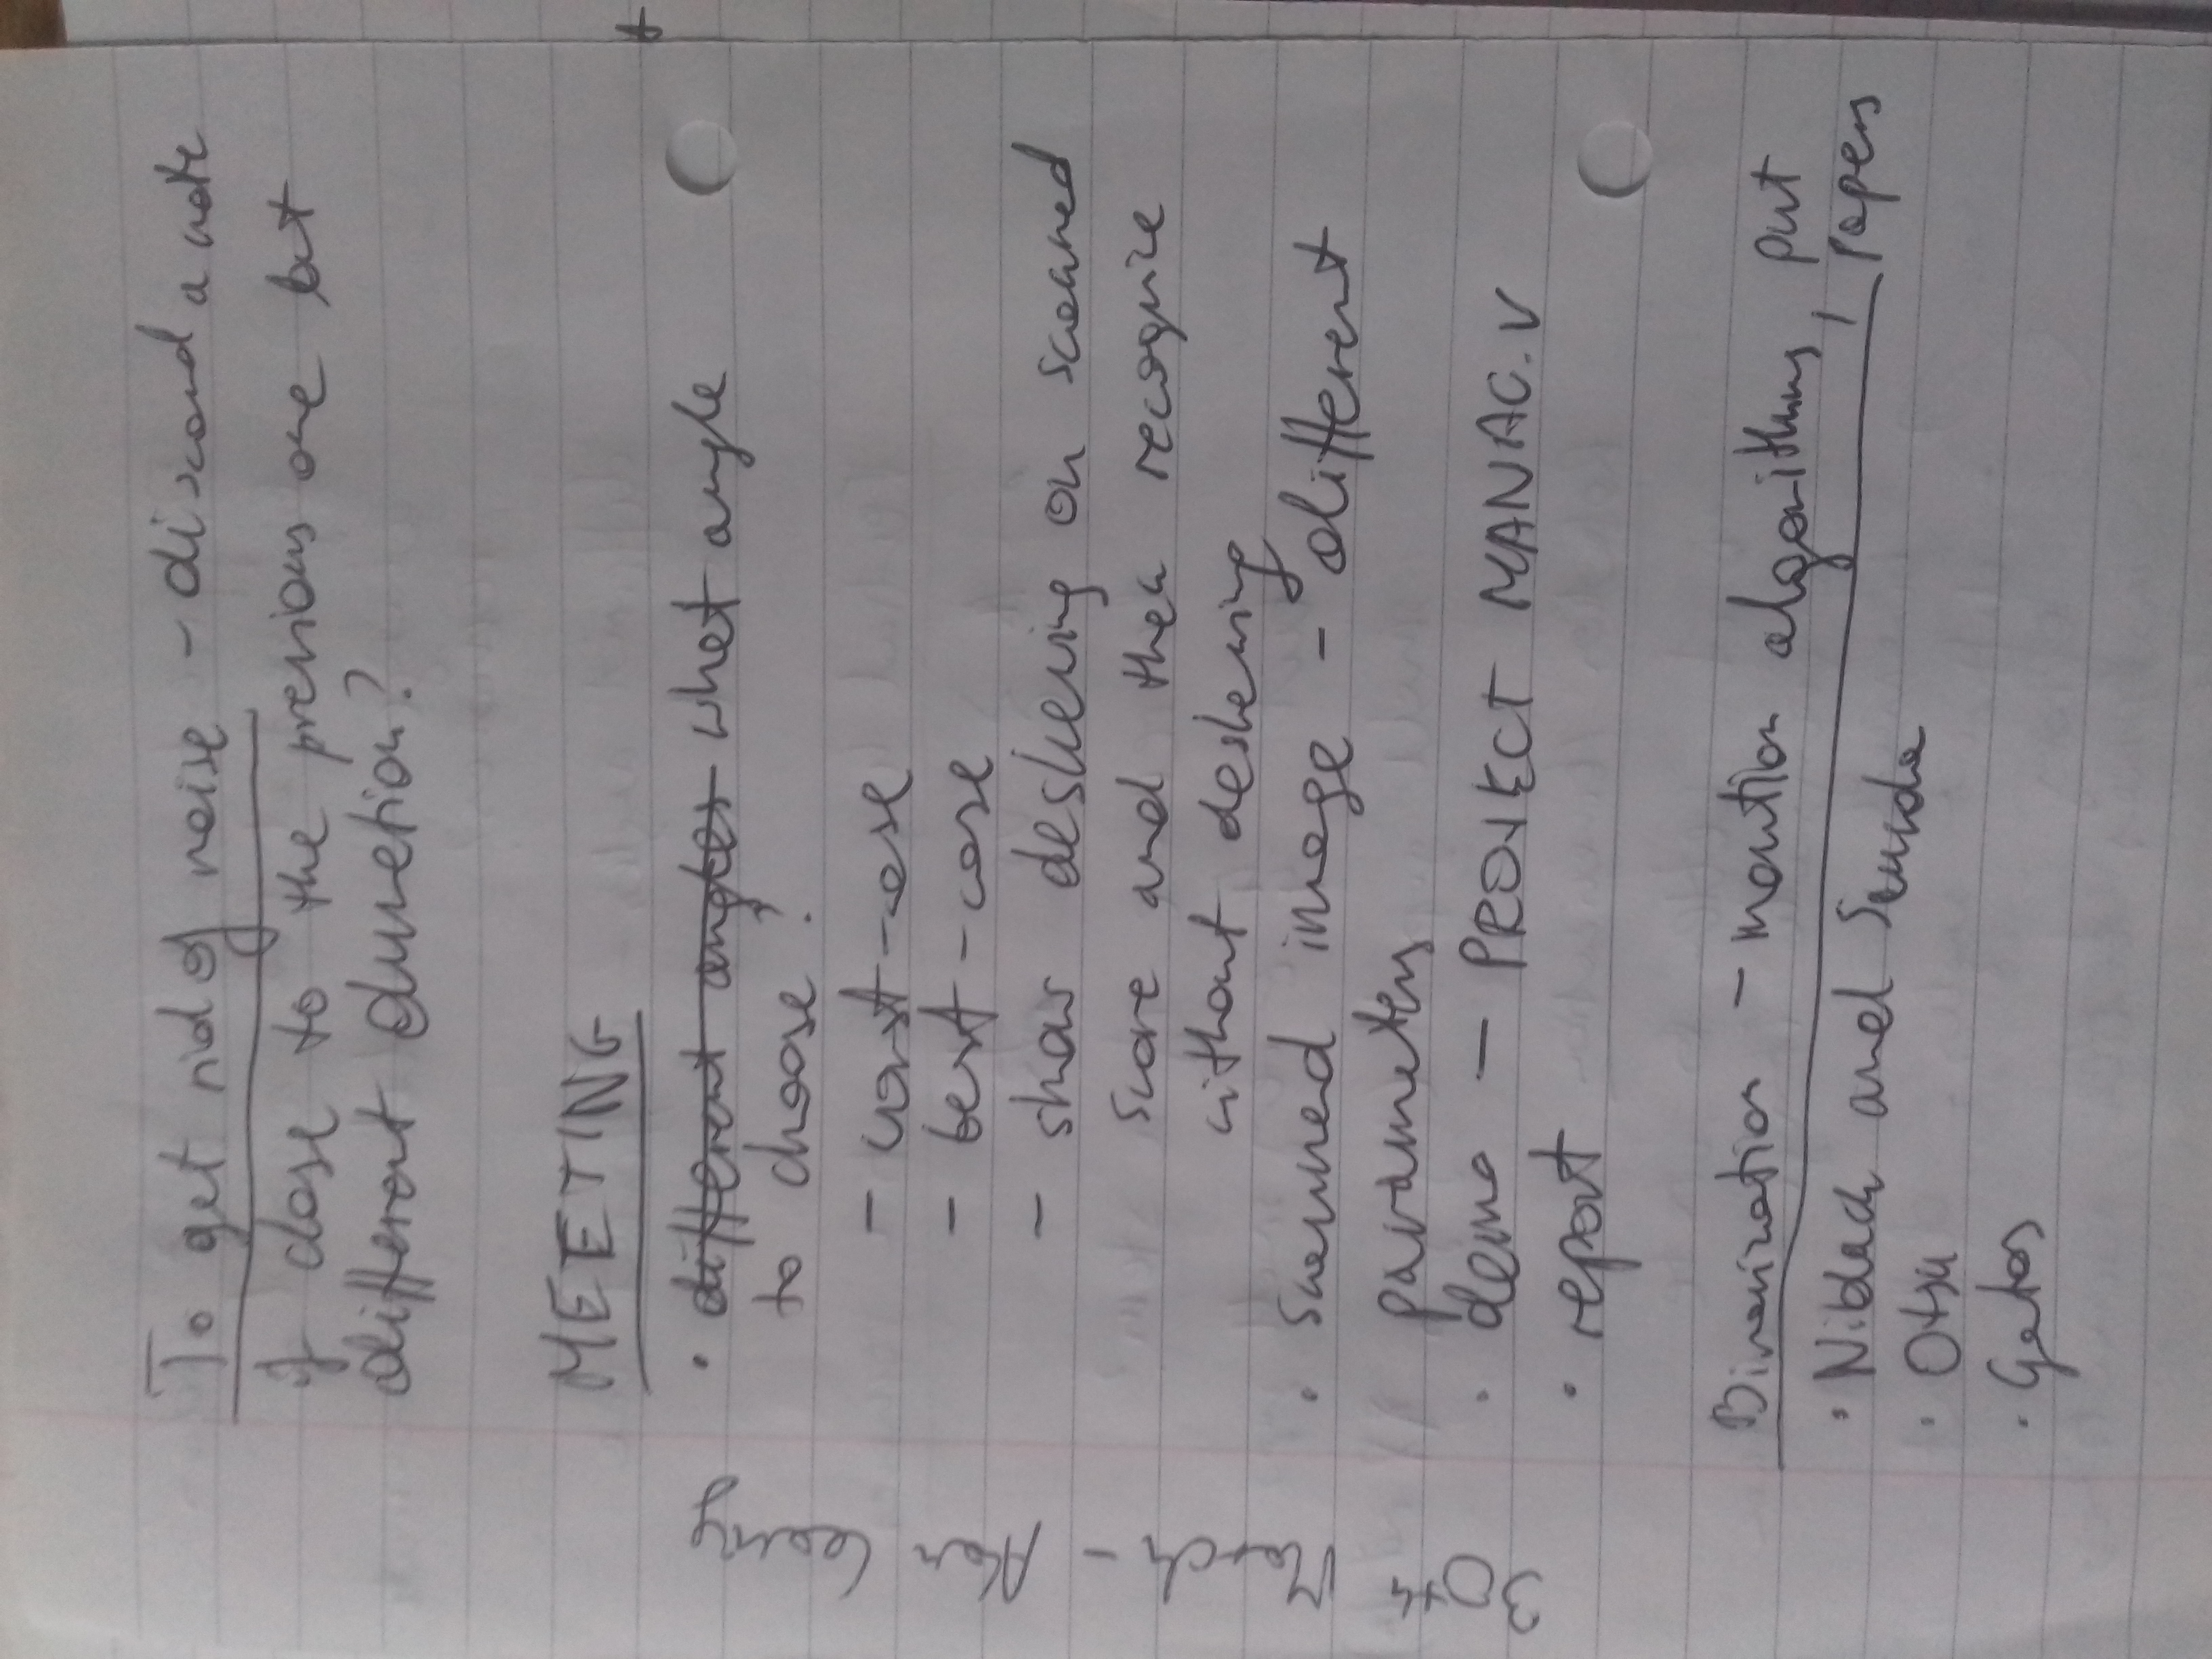 To get rid of noise - discard a note
if close to the previous one but
different duration?
MEETING
• different angles what angle
to choose?
- worst-case
- best-case
- show deskewing on scanned
score and then recognize
without deskewing
• scanned image - different
parameters
• demo - PROJECT MANAG. V
• report
Binarization - mention algorithms, put
papers
• Niblack and
• Otsu
• Gatos
30th March - Alan